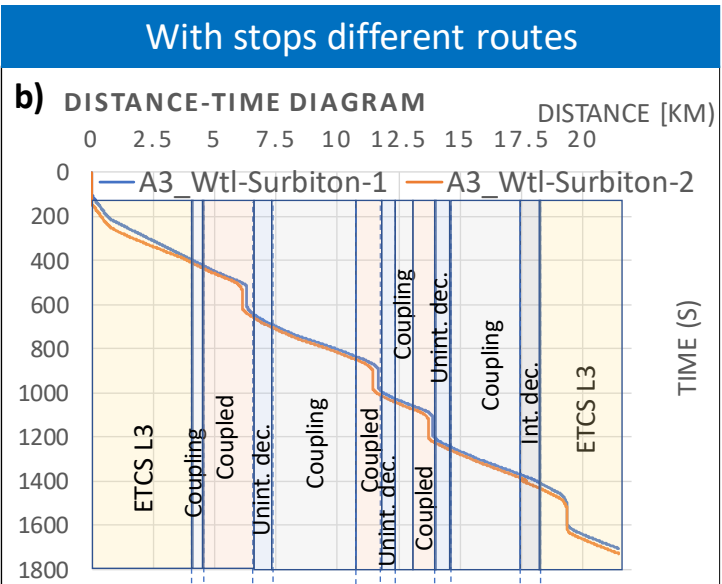 With stops different routes
b) DISTANCE-TIME DIAGRAM
DISTANCE [KM]
0 2.5 5 7.5 10 12.5 15 17.5 20
A3_Wtl-Surbiton-1 A3_Wtl-Surbiton-2
0
200
400
600
800
1000
1200
1400
1600
1800
TIME (S)
ETCS L3
Coupling
Coupled
Unint. dec.
Coupling
Coupled
Unint. dec.
Coupling
Coupled
Unint. dec.
Coupling
Int. dec.
ETCS L3